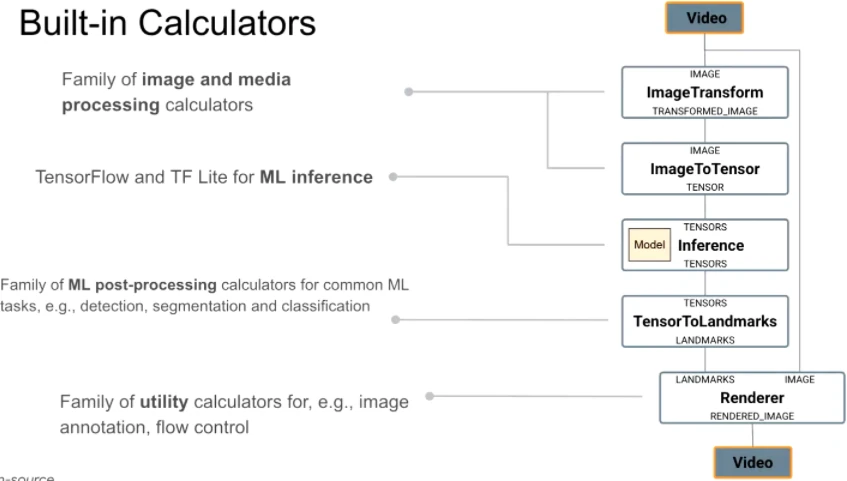 Built-in Calculators
Family of image and media
processing calculators
TensorFlow and TF Lite for ML inference
Family of ML post-processing calculators for common ML
tasks, e.g., detection, segmentation and classification
Family of utility calculators for, e.g., image
annotation, flow control
n-source
Video
IMAGE
ImageTransform
TRANSFORMED_IMAGE
IMAGE
ImageToTensor
TENSOR
TENSORS
Model Inference
TENSORS
TENSORS
TensorToLandmarks
LANDMARKS
LANDMARKS IMAGE
Renderer
RENDERED_IMAGE
Video